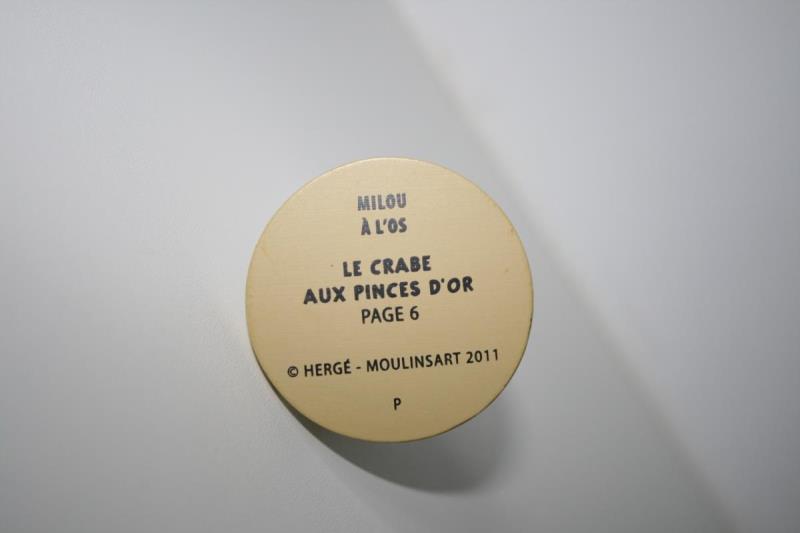 MILOU
À L'OS
LE CRABE
AUX PINCES D'OR
PAGE 6
© HERGÉ - MOULINSART 2011
P